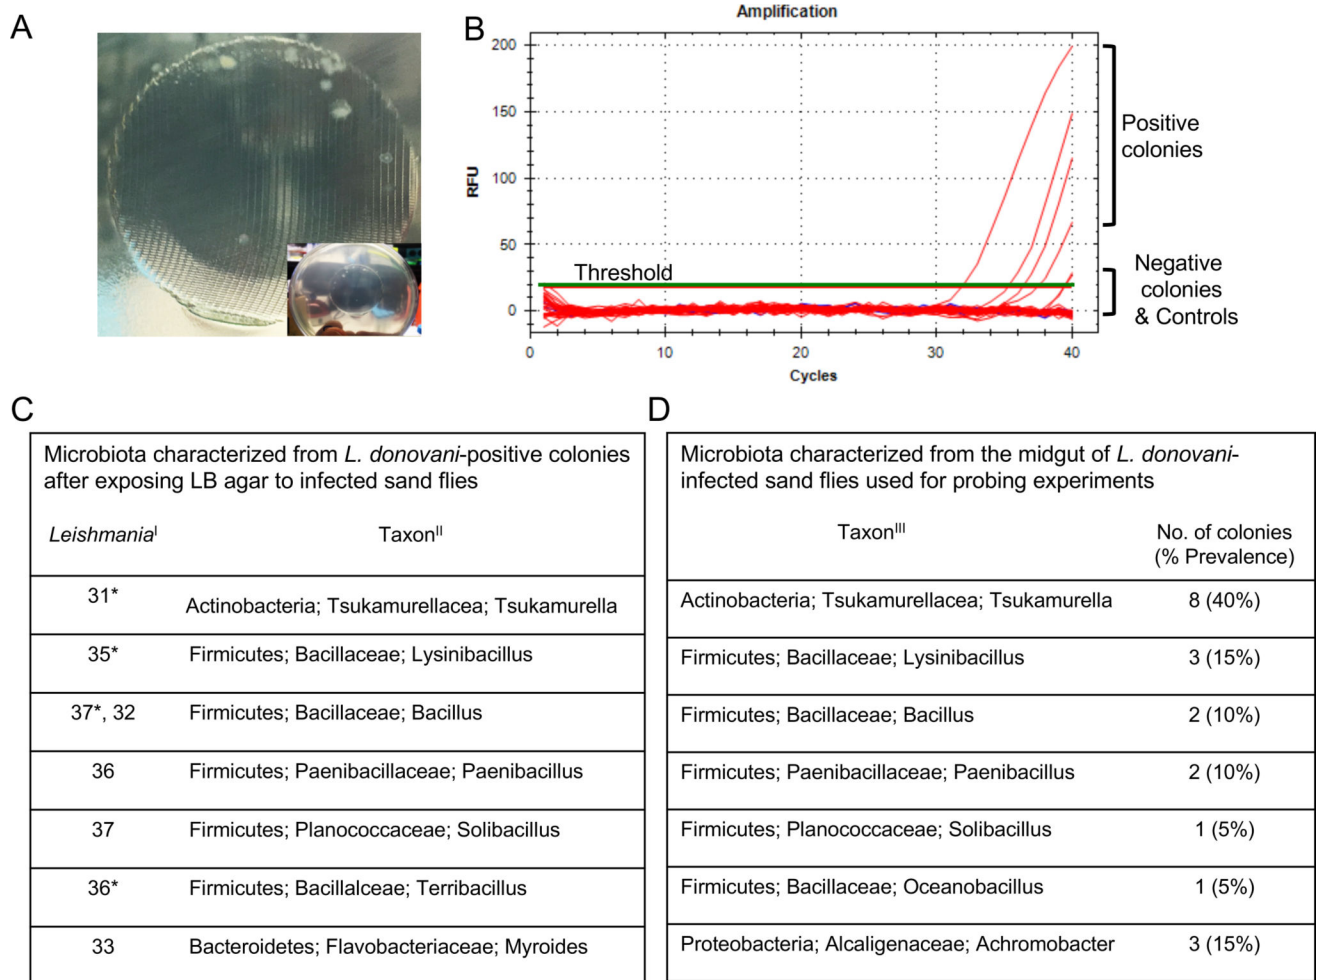 A
B
Amplification
200
150
100
50
0
RFU
Threshold
0
10
20
30
40
Cycles
Positive
colonies
Negative
colonies
& Controls
C
Microbiota characterized from L. donovani-positive colonies
after exposing LB agar to infected sand flies
Leishmaniaᴵ Taxonᴵᴵ
31* Actinobacteria; Tsukamurellacea; Tsukamurella
35* Firmicutes; Bacillaceae; Lysinibacillus
37*, 32 Firmicutes; Bacillaceae; Bacillus
36 Firmicutes; Paenibacillaceae; Paenibacillus
37 Firmicutes; Planococcaceae; Solibacillus
36* Firmicutes; Bacillalceae; Terribacillus
33 Bacteroidetes; Flavobacteriaceae; Myroides
D
Microbiota characterized from the midgut of L. donovani-
infected sand flies used for probing experiments
Taxonᴵᴵᴵ No. of colonies
(% Prevalence)
Actinobacteria; Tsukamurellacea; Tsukamurella 8 (40%)
Firmicutes; Bacillaceae; Lysinibacillus 3 (15%)
Firmicutes; Bacillaceae; Bacillus 2 (10%)
Firmicutes; Paenibacillaceae; Paenibacillus 2 (10%)
Firmicutes; Planococcaceae; Solibacillus 1 (5%)
Firmicutes; Bacillaceae; Oceanobacillus 1 (5%)
Proteobacteria; Alcaligenaceae; Achromobacter 3 (15%)